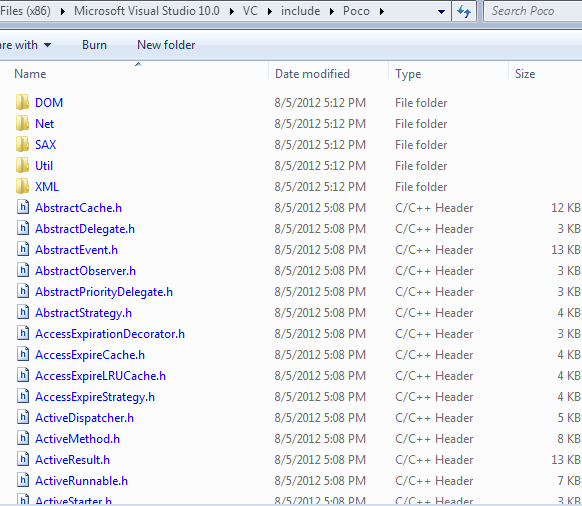 Files (x86) Microsoft Visual Studio 10.0 VC include Poco Search Poco
are with Burn New folder
Name Date modified Type Size
DOM 8/5/2012 5:12 PM File folder
Net 8/5/2012 5:12 PM File folder
SAX 8/5/2012 5:12 PM File folder
Util 8/5/2012 5:12 PM File folder
XML 8/5/2012 5:12 PM File folder
AbstractCache.h 8/5/2012 5:08 PM C/C++ Header 12 KB
AbstractDelegate.h 8/5/2012 5:08 PM C/C++ Header 3 KB
AbstractEvent.h 8/5/2012 5:08 PM C/C++ Header 13 KB
AbstractObserver.h 8/5/2012 5:08 PM C/C++ Header 3 KB
AbstractPriorityDelegate.h 8/5/2012 5:08 PM C/C++ Header 3 KB
AbstractStrategy.h 8/5/2012 5:08 PM C/C++ Header 4 KB
AccessExpirationDecorator.h 8/5/2012 5:08 PM C/C++ Header 3 KB
AccessExpireCache.h 8/5/2012 5:08 PM C/C++ Header 4 KB
AccessExpireLRUCache.h 8/5/2012 5:08 PM C/C++ Header 4 KB
AccessExpireStrategy.h 8/5/2012 5:08 PM C/C++ Header 4 KB
ActiveDispatcher.h 8/5/2012 5:08 PM C/C++ Header 5 KB
ActiveMethod.h 8/5/2012 5:08 PM C/C++ Header 8 KB
ActiveResult.h 8/5/2012 5:08 PM C/C++ Header 13 KB
ActiveRunnable.h 8/5/2012 5:08 PM C/C++ Header 7 KB
ActiveStarter.h 8/5/2012 5:08 PM C/C++ Header 3 KB